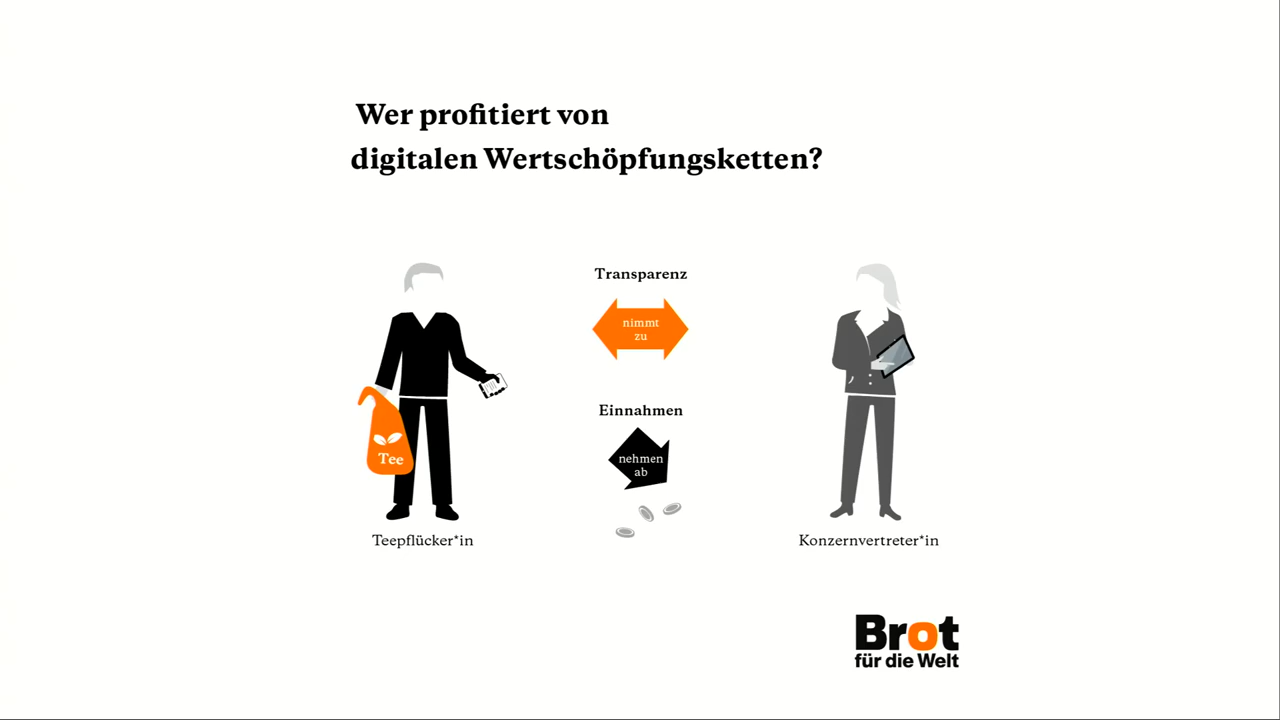 Wer profitiert von
digitalen Wertschöpfungsketten?
Transparenz
nimmt
zu
Einnahmen
nehmen
ab
Tee
Teepflücker*in
Konzernvertreter*in
Brot
für die Welt